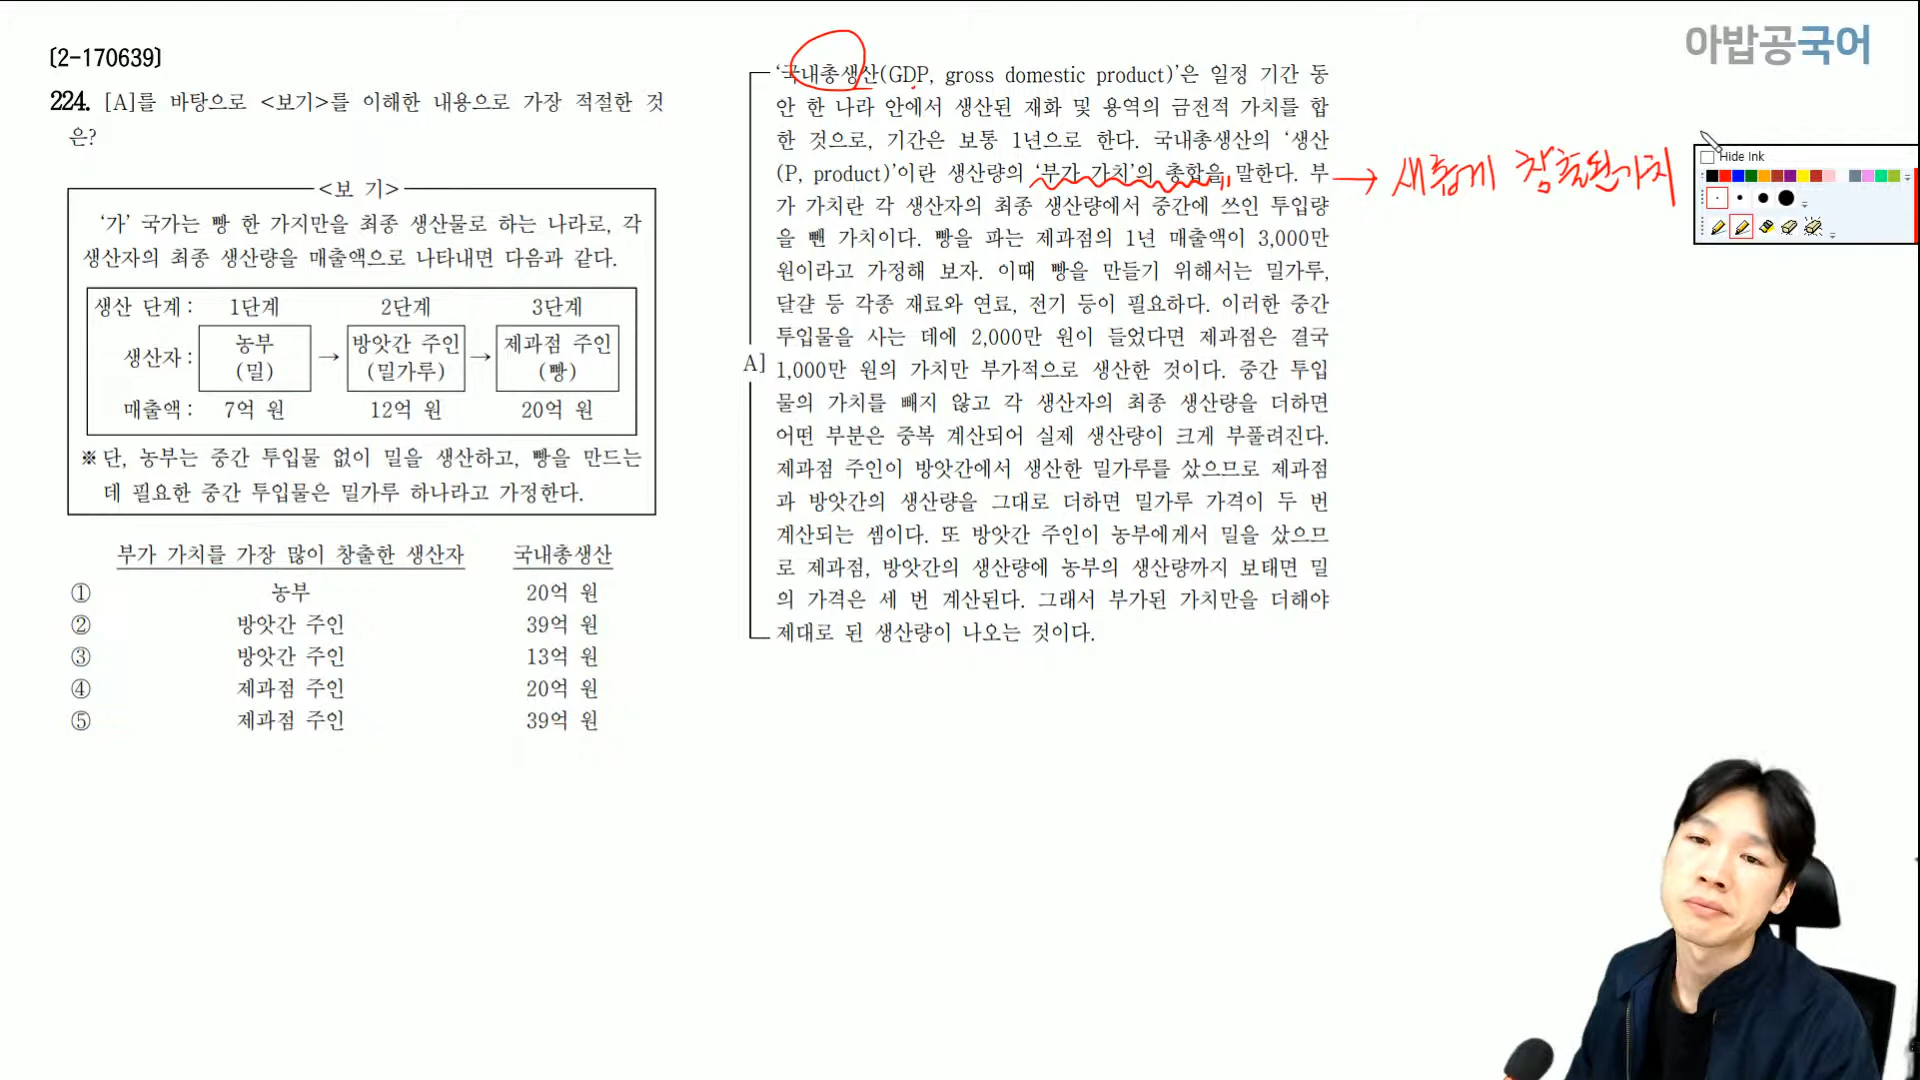 [2-170639]
224. [A]를 바탕으로 <보기>를 이해한 내용으로 가장 적절한 것
은?
<보 기>
‘가’ 국가는 빵 한 가지만을 최종 생산물로 하는 나라로, 각
생산자의 최종 생산량을 매출액으로 나타내면 다음과 같다.
생산 단계 : 1단계 2단계 3단계
생산자 : 농부 (밀) → 방앗간 주인 (밀가루) → 제과점 주인 (빵)
매출액 : 7억 원 12억 원 20억 원
※ 단, 농부는 중간 투입물 없이 밀을 생산하고, 빵을 만드는
데 필요한 중간 투입물은 밀가루 하나라고 가정한다.
부가 가치를 가장 많이 창출한 생산자 국내총생산
① 농부 20억 원
② 방앗간 주인 39억 원
③ 방앗간 주인 13억 원
④ 제과점 주인 20억 원
⑤ 제과점 주인 39억 원
A]
‘국내총생산(GDP, gross domestic product)’은 일정 기간 동
안 한 나라 안에서 생산된 재화 및 용역의 금전적 가치를 합
한 것으로, 기간은 보통 1년으로 한다. 국내총생산의 ‘생산
(P, product)’이란 생산량의 ‘부가 가치’의 총합을 말한다. 부
가 가치란 각 생산자의 최종 생산량에서 중간에 쓰인 투입량
을 뺀 가치이다. 빵을 파는 제과점의 1년 매출액이 3,000만
원이라고 가정해 보자. 이때 빵을 만들기 위해서는 밀가루,
달걀 등 각종 재료와 연료, 전기 등이 필요하다. 이러한 중간
투입물을 사는 데에 2,000만 원이 들었다면 제과점은 결국
1,000만 원의 가치만 부가적으로 생산한 것이다. 중간 투입
물의 가치를 빼지 않고 각 생산자의 최종 생산량을 더하면
어떤 부분은 중복 계산되어 실제 생산량이 크게 부풀려진다.
제과점 주인이 방앗간에서 생산한 밀가루를 샀으므로 제과점
과 방앗간의 생산량을 그대로 더하면 밀가루 가격이 두 번
계산되는 셈이다. 또 방앗간 주인이 농부에게서 밀을 샀으므
로 제과점, 방앗간의 생산량에 농부의 생산량까지 보태면 밀
의 가격은 세 번 계산된다. 그래서 부가된 가치만을 더해야
제대로 된 생산량이 나오는 것이다.
→ 새롭게 창출된 가치
아밥공국어
Hide Ink